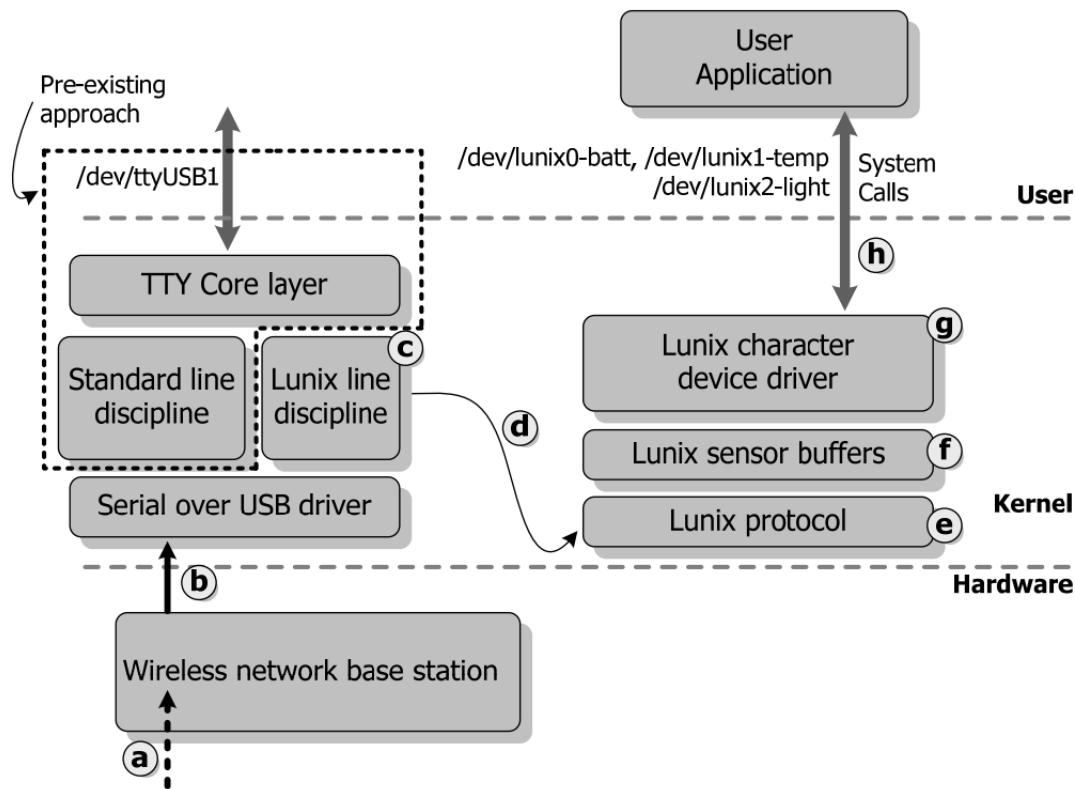 User
Application
Pre-existing
approach
/dev/ttyUSB1
/dev/lunix0-batt, /dev/lunix1-temp
/dev/lunix2-light
System
Calls
User
h
TTY Core layer
g
Lunix character
device driver
c
Standard line
discipline
Lunix line
discipline
d
Lunix sensor buffers
f
Serial over USB driver
Lunix protocol
e
Kernel
b
Hardware
Wireless network base station
a